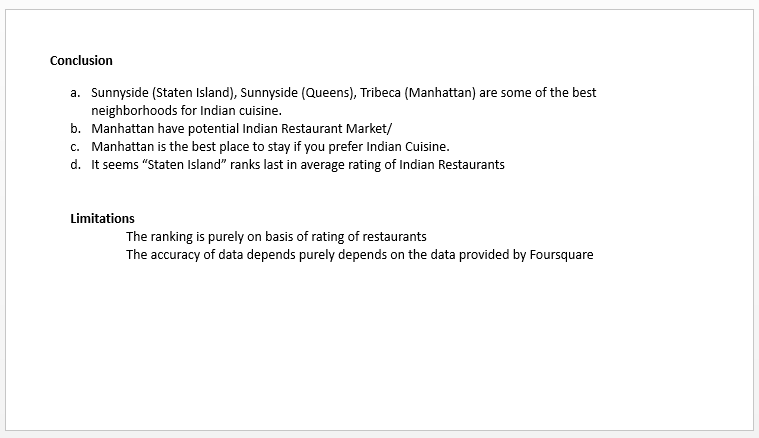 Conclusion
a. Sunnyside (Staten Island), Sunnyside (Queens), Tribeca (Manhattan) are some of the best
neighborhoods for Indian cuisine.
b. Manhattan have potential Indian Restaurant Market/
c. Manhattan is the best place to stay if you prefer Indian Cuisine.
d. It seems “Staten Island” ranks last in average rating of Indian Restaurants
Limitations
The ranking is purely on basis of rating of restaurants
The accuracy of data depends purely depends on the data provided by Foursquare